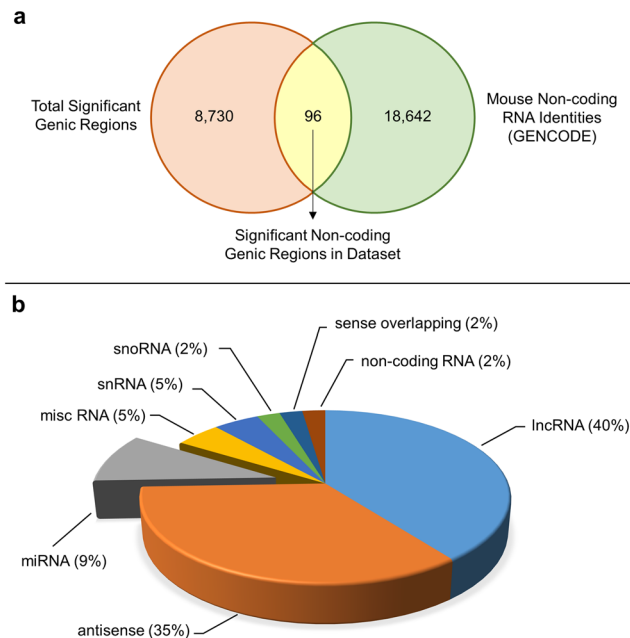 a
Total Significant
Genic Regions
8,730
96
18,642
Mouse Non-coding
RNA Identities
(GENCODE)
Significant Non-coding
Genic Regions in Dataset
b
sense overlapping (2%)
snoRNA (2%)
non-coding RNA (2%)
snRNA (5%)
misc RNA (5%)
lncRNA (40%)
miRNA (9%)
antisense (35%)